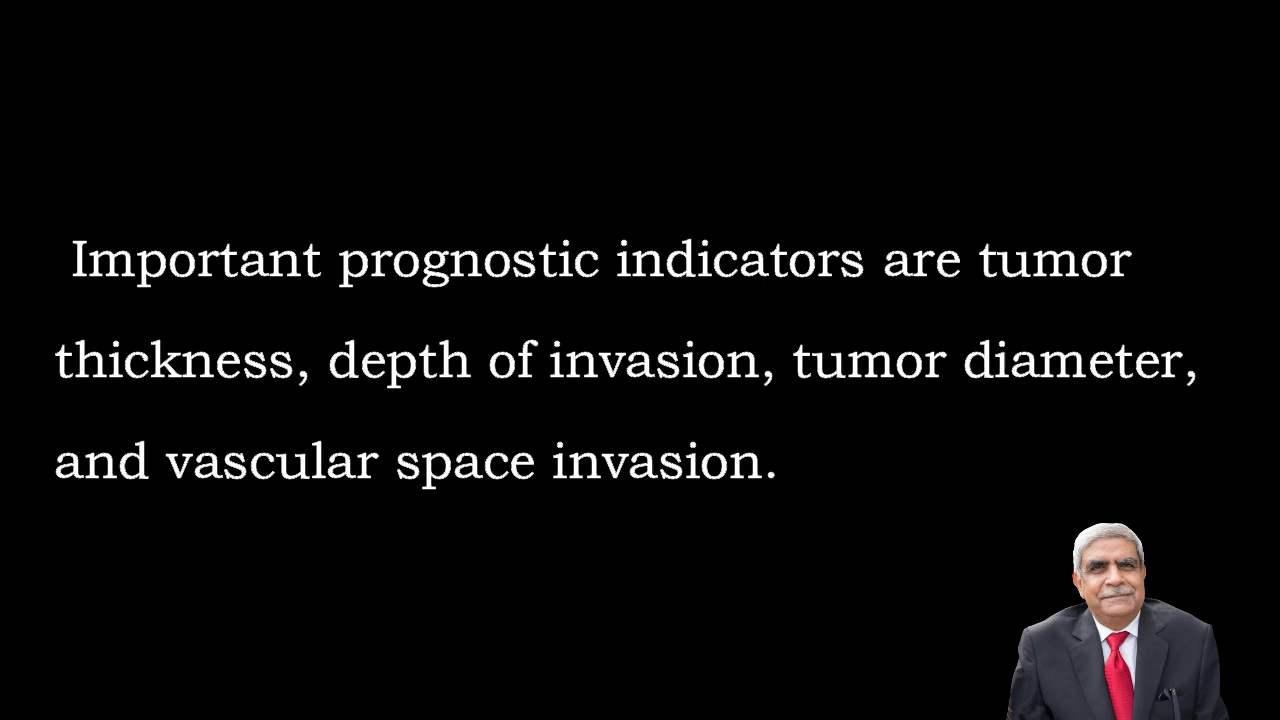 Important prognostic indicators are tumor
thickness, depth of invasion, tumor diameter,
and vascular space invasion.